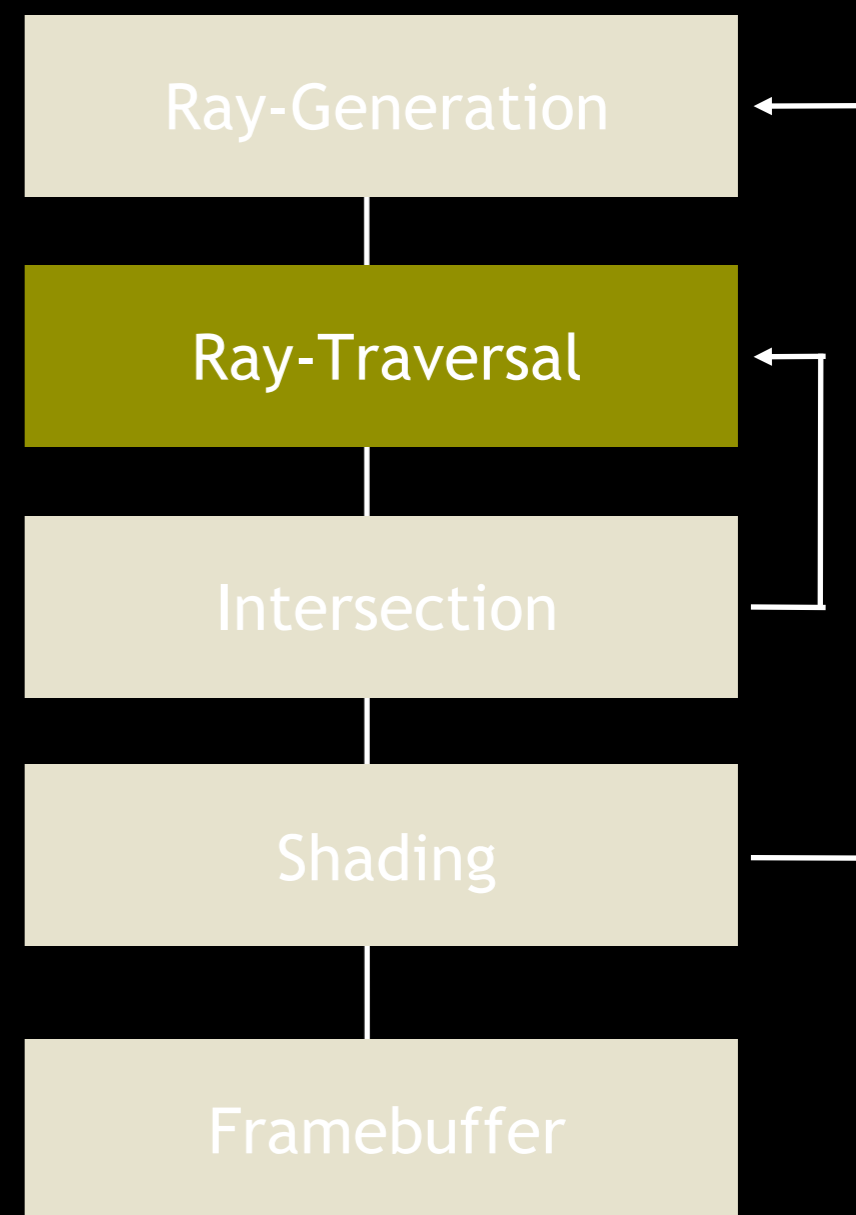 Ray-Generation
Ray-Traversal
Intersection
Shading
Framebuffer